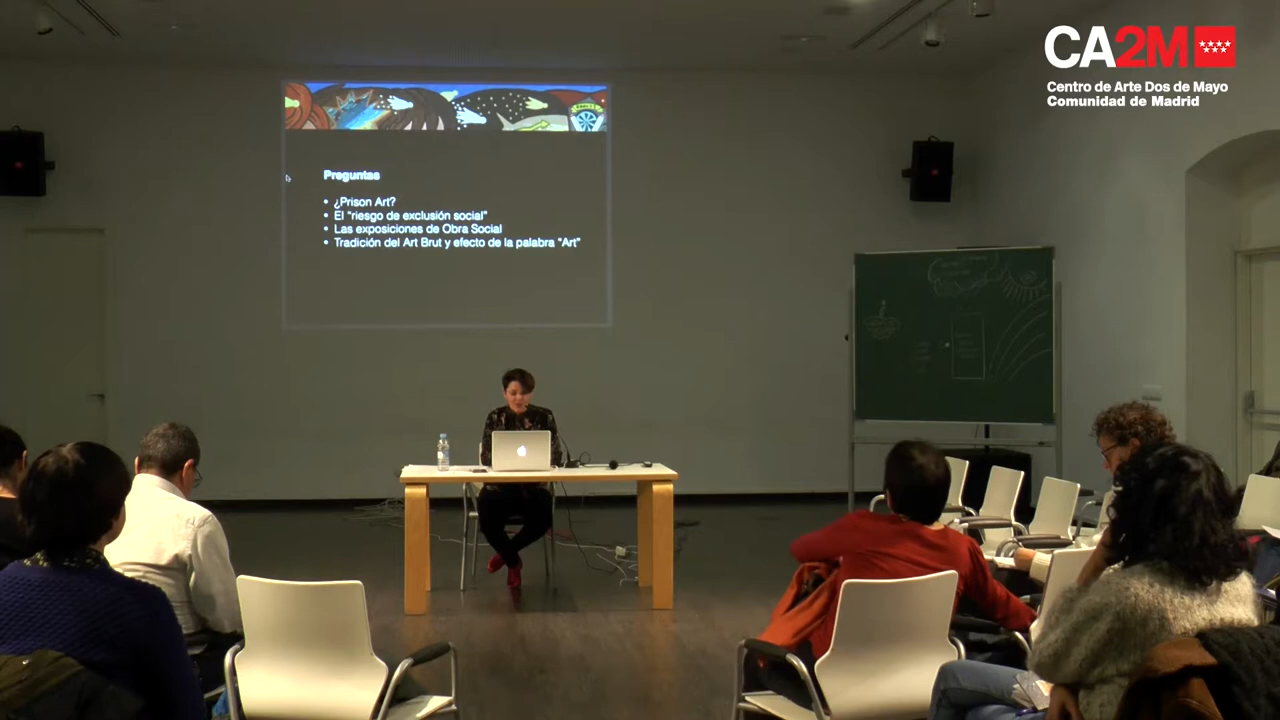 CA2M
Centro de Arte Dos de Mayo
Comunidad de Madrid
Preguntas
• ¿Prison Art?
• El “riesgo de exclusión social”
• Las exposiciones de Obra Social
• Tradición del Art Brut y efecto de la palabra “Art”